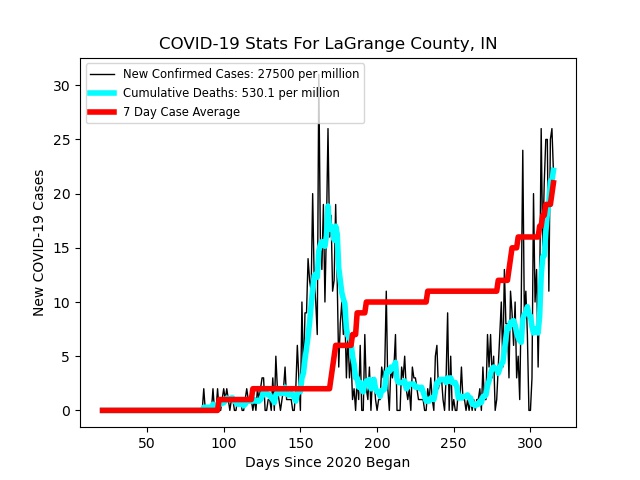 COVID-19 Stats For LaGrange County, IN
New Confirmed Cases: 27500 per million
Cumulative Deaths: 530.1 per million
7 Day Case Average
New COVID-19 Cases
30
25
20
15
10
5
0
50 100 150 200 250 300
Days Since 2020 Began